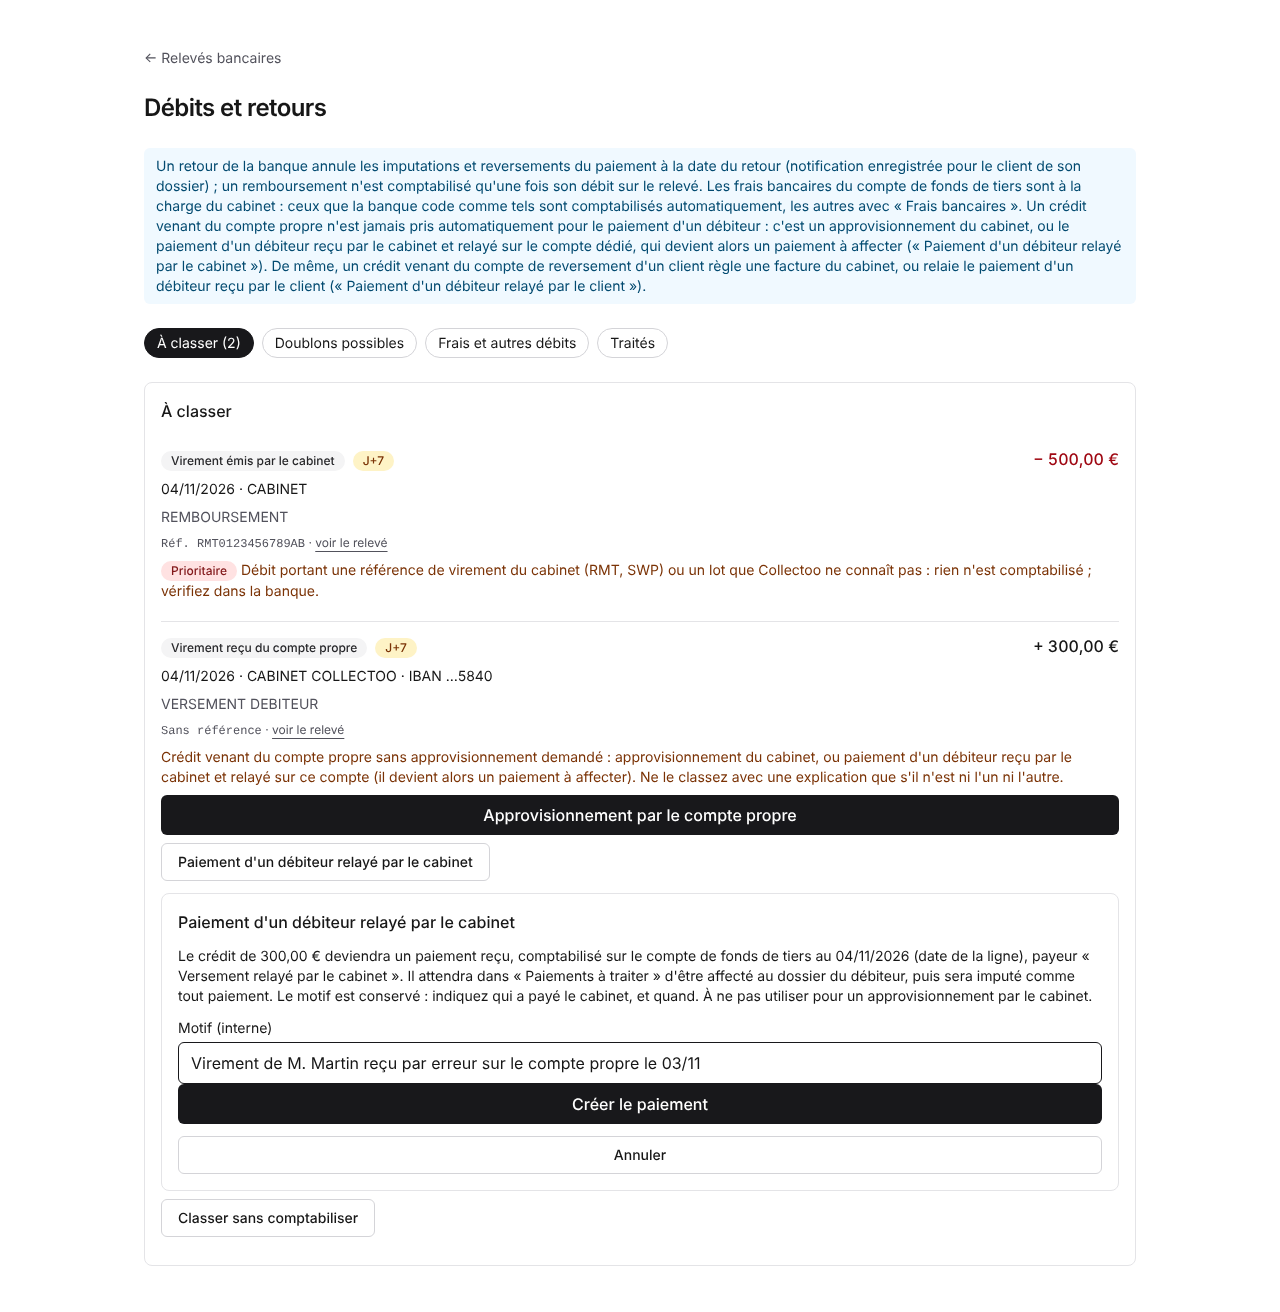 ← Relevés bancaires
Débits et retours
Un retour de la banque annule les imputations et reversements du paiement à la date du retour (notification enregistrée pour le client de son
dossier) ; un remboursement n'est comptabilisé qu'une fois son débit sur le relevé. Les frais bancaires du compte de fonds de tiers sont à la
charge du cabinet : ceux que la banque code comme tels sont comptabilisés automatiquement, les autres avec « Frais bancaires ». Un crédit
venant du compte propre n'est jamais pris automatiquement pour le paiement d'un débiteur : c'est un approvisionnement du cabinet, ou le
paiement d'un débiteur reçu par le cabinet et relayé sur le compte dédié, qui devient alors un paiement à affecter (« Paiement d'un débiteur relayé
par le cabinet »). De même, un crédit venant du compte de reversement d'un client règle une facture du cabinet, ou relaie le paiement d'un
débiteur reçu par le client (« Paiement d'un débiteur relayé par le client »).
À classer (2) Doublons possibles Frais et autres débits Traités
À classer
Virement émis par le cabinet J+7 − 500,00 €
04/11/2026 · CABINET
REMBOURSEMENT
Réf. RMT0123456789AB · voir le relevé
Prioritaire Débit portant une référence de virement du cabinet (RMT, SWP) ou un lot que Collectoo ne connaît pas : rien n'est comptabilisé ;
vérifiez dans la banque.
Virement reçu du compte propre J+7 + 300,00 €
04/11/2026 · CABINET COLLECTOO · IBAN …5840
VERSEMENT DEBITEUR
Sans référence · voir le relevé
Crédit venant du compte propre sans approvisionnement demandé : approvisionnement du cabinet, ou paiement d'un débiteur reçu par le
cabinet et relayé sur ce compte (il devient alors un paiement à affecter). Ne le classez avec une explication que s'il n'est ni l'un ni l'autre.
Approvisionnement par le compte propre
Paiement d'un débiteur relayé par le cabinet
Paiement d'un débiteur relayé par le cabinet
Le crédit de 300,00 € deviendra un paiement reçu, comptabilisé sur le compte de fonds de tiers au 04/11/2026 (date de la ligne), payeur «
Versement relayé par le cabinet ». Il attendra dans « Paiements à traiter » d'être affecté au dossier du débiteur, puis sera imputé comme
tout paiement. Le motif est conservé : indiquez qui a payé le cabinet, et quand. À ne pas utiliser pour un approvisionnement par le cabinet.
Motif (interne)
Virement de M. Martin reçu par erreur sur le compte propre le 03/11
Créer le paiement
Annuler
Classer sans comptabiliser